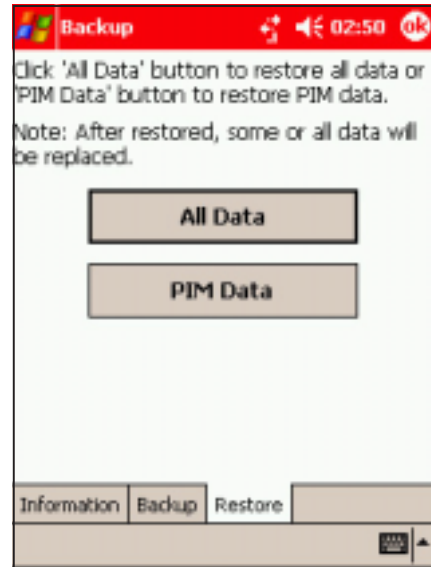 Backup 02:50 ok
Click 'All Data' button to restore all data or
'PIM Data' button to restore PIM data.
Note: After restored, some or all data will
be replaced.
All Data
PIM Data
Information Backup Restore